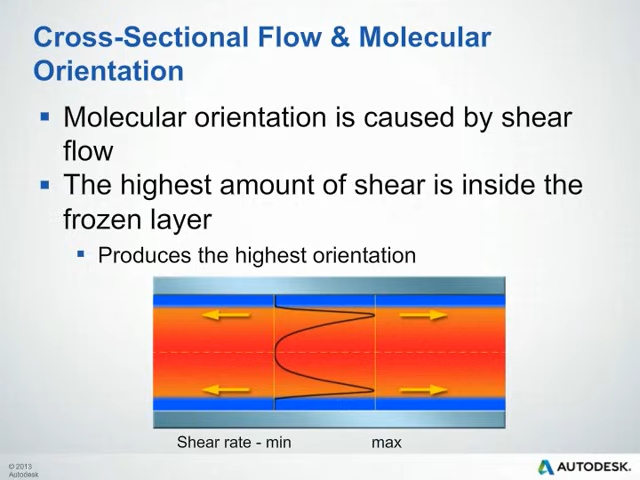 Cross-Sectional Flow & Molecular
Orientation
Molecular orientation is caused by shear
flow
The highest amount of shear is inside the
frozen layer
Produces the highest orientation
Shear rate - min max
© 2013
Autodesk
AUTODESK.